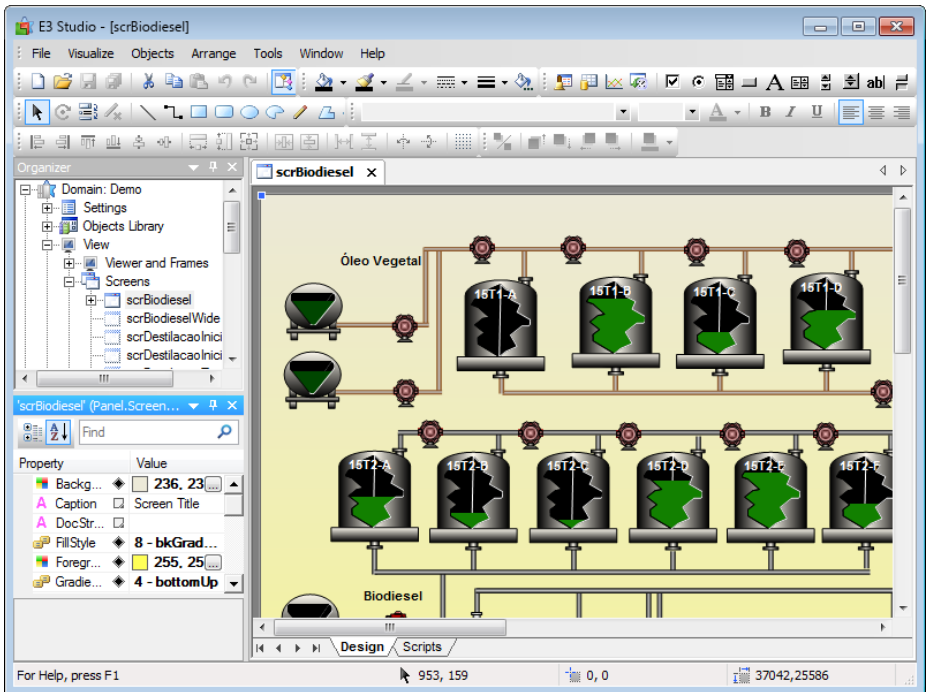 E3 Studio - [scrBiodiesel]
File Visualize Objects Arrange Tools Window Help
A ab|
A B I U
Organizer
scrBiodiesel x
Domain: Demo
Settings
Objects Library
View
Viewer and Frames
Screens
scrBiodiesel
scrBiodieselWide
scrDestilacaoInici
scrDestilacaoInici
'scrBiodiesel' (Panel.Screen...
Find
Property Value
Backg... 236, 23 ...
Caption Screen Title
DocStr...
FillStyle 8 - bkGrad...
Foregr... 255, 25 ...
Gradie... 4 - bottomUp
Óleo Vegetal
15T1-A 15T1-B 15T1-C 15T1-D
15T2-A 15T2-B 15T2-C 15T2-D 15T2-E 15T2-F
Biodiesel
Design Scripts
For Help, press F1 953, 159 0, 0 37042,25586